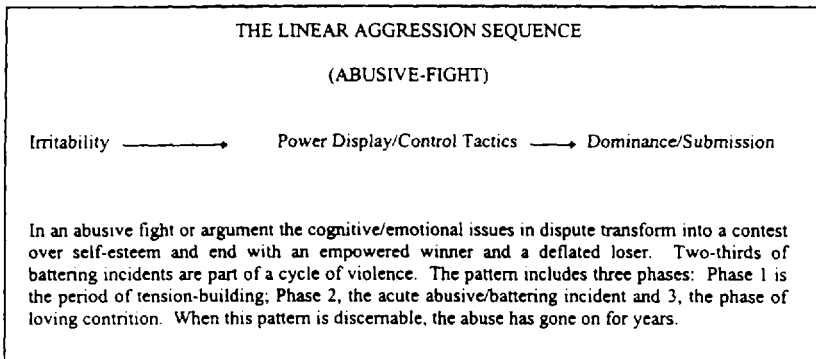 THE LINEAR AGGRESSION SEQUENCE
(ABUSIVE-FIGHT)
Irritability → Power Display/Control Tactics → Dominance/Submission
In an abusive fight or argument the cognitive/emotional issues in dispute transform into a contest
over self-esteem and end with an empowered winner and a deflated loser. Two-thirds of
battering incidents are part of a cycle of violence. The pattern includes three phases: Phase 1 is
the period of tension-building; Phase 2, the acute abusive/battering incident and 3, the phase of
loving contrition. When this pattern is discernable, the abuse has gone on for years.